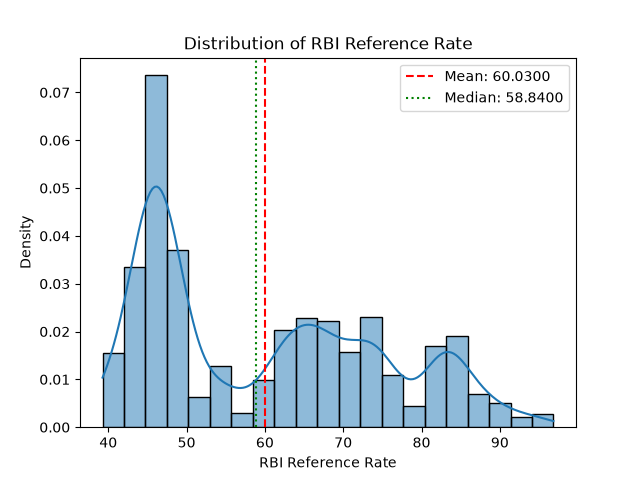 Distribution of RBI Reference Rate
Mean: 60.0300
Median: 58.8400
Density
0.07
0.06
0.05
0.04
0.03
0.02
0.01
0.00
40 50 60 70 80 90
RBI Reference Rate